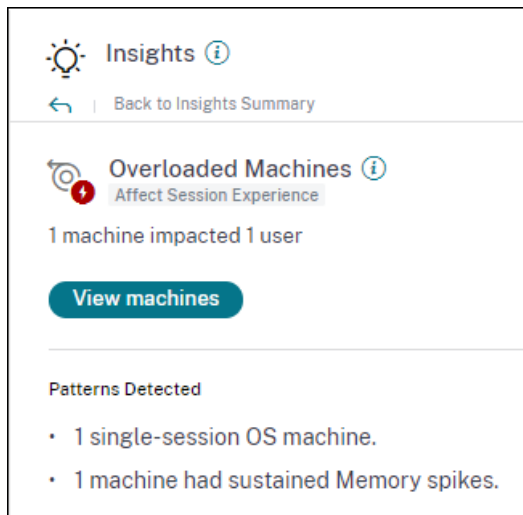 Insights
Back to Insights Summary
Overloaded Machines
Affect Session Experience
1 machine impacted 1 user
View machines
Patterns Detected
• 1 single-session OS machine.
• 1 machine had sustained Memory spikes.